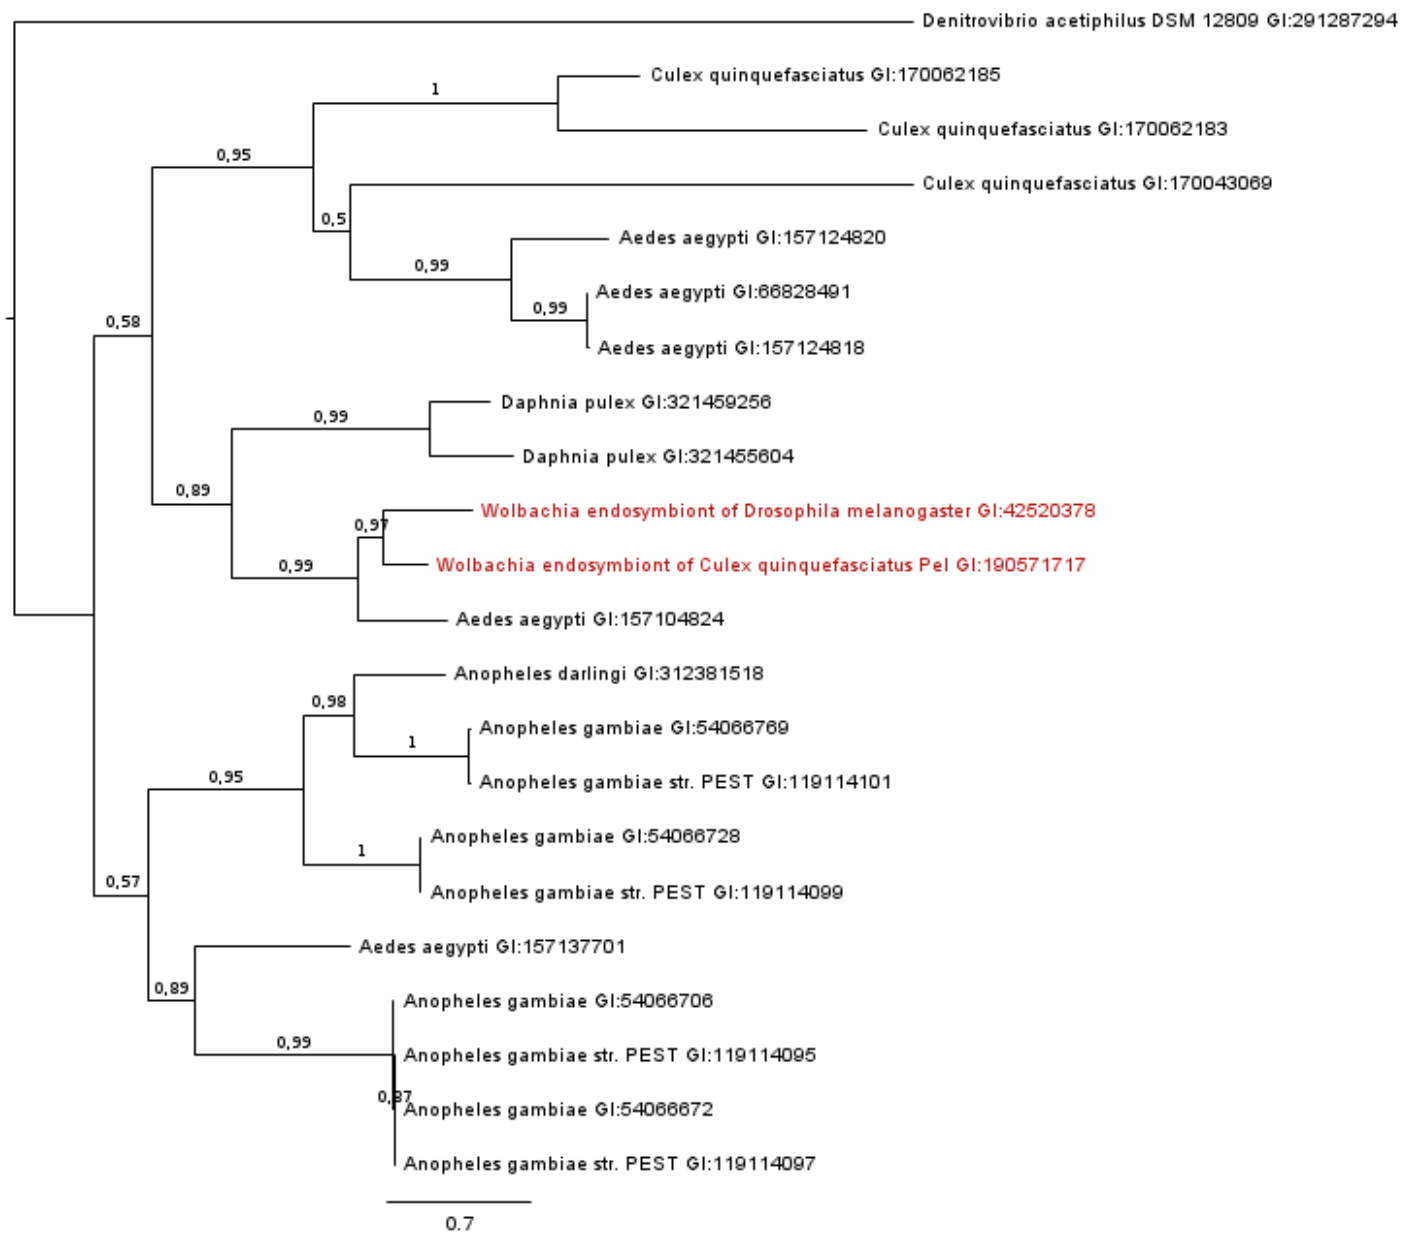 Denitrovibrio acetiphilus DSM 12809 GI:291287294
Culex quinquefasciatus GI:170062185
1
Culex quinquefasciatus GI:170062183
0,95
Culex quinquefasciatus GI:170043069
0,5
Aedes aegypti GI:157124820
0,99
Aedes aegypti GI:66828491
0,99
0,58
Aedes aegypti GI:157124818
Daphnia pulex GI:321459256
0,99
Daphnia pulex GI:321455604
0,89
Wolbachia endosymbiont of Drosophila melanogaster GI:42520378
0,97
Wolbachia endosymbiont of Culex quinquefasciatus Pel GI:190571717
0,99
Aedes aegypti GI:157104824
Anopheles darlingi GI:312381518
0,98
Anopheles gambiae GI:54066769
1
0,95
Anopheles gambiae str. PEST GI:119114101
Anopheles gambiae GI:54066728
1
0,57
Anopheles gambiae str. PEST GI:119114099
Aedes aegypti GI:157137701
0,89
Anopheles gambiae GI:54066706
0,99
Anopheles gambiae str. PEST GI:119114095
0,87
Anopheles gambiae GI:54066672
Anopheles gambiae str. PEST GI:119114097
0.7